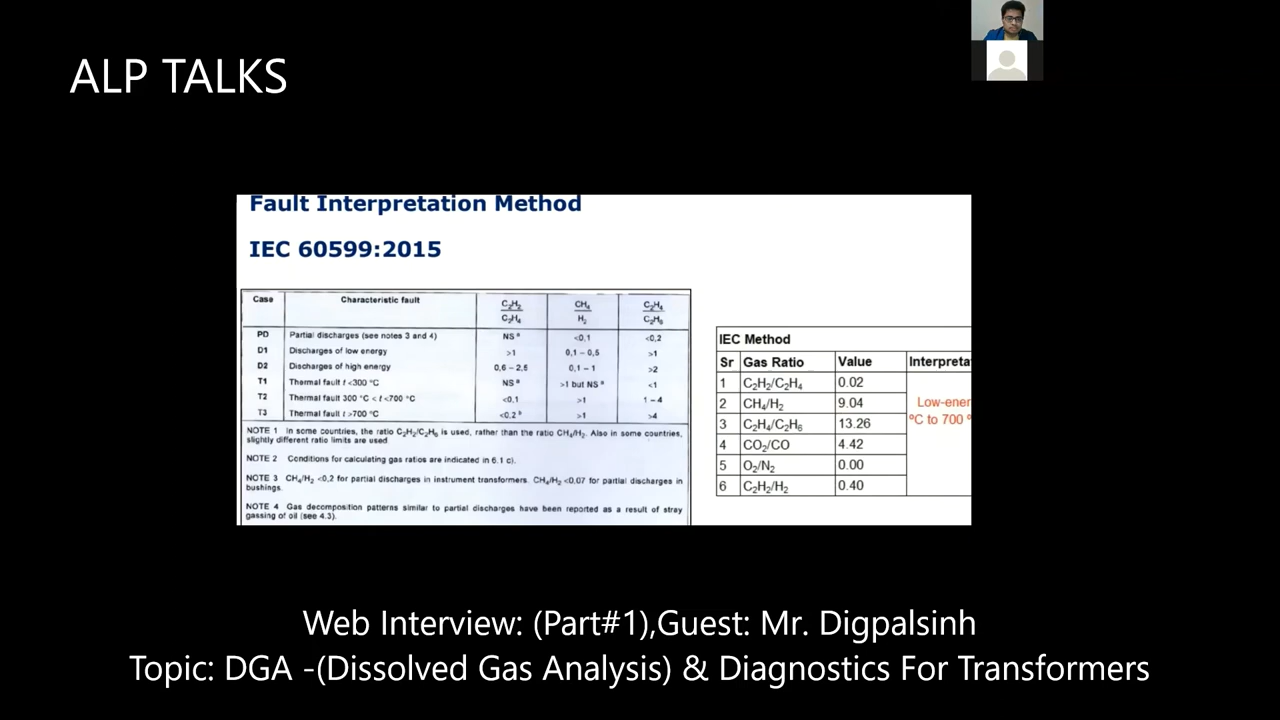 ALP TALKS
Fault Interpretation Method
IEC 60599:2015
Case Characteristic fault C₂H₂/C₂H₄ CH₄/H₂ C₂H₄/C₂H₆
PD Partial discharges (see notes 3 and 4) NS ᵃ <0,1 <0,2
D1 Discharges of low energy >1 0,1 – 0,5 >1
D2 Discharges of high energy 0,6 – 2,5 0,1 – 1 >2
T1 Thermal fault t <300 °C NS ᵃ >1 but NS ᵃ <1
T2 Thermal fault 300 °C < t <700 °C <0,1 >1 1 – 4
T3 Thermal fault t >700 °C <0,2 ᵇ >1 >4
NOTE 1 In some countries, the ratio C₂H₂/C₂H₆ is used, rather than the ratio CH₄/H₂. Also in some countries,
slightly different ratio limits are used
NOTE 2 Conditions for calculating gas ratios are indicated in 6.1 c).
NOTE 3 CH₄/H₂ <0,2 for partial discharges in instrument transformers. CH₄/H₂ <0,07 for partial discharges in
bushings.
NOTE 4 Gas decomposition patterns similar to partial discharges have been reported as a result of stray
gassing of oil (see 4.3).
IEC Method
Sr Gas Ratio Value Interpreta
1 C₂H₂/C₂H₄ 0.02
2 CH₄/H₂ 9.04
3 C₂H₄/C₂H₆ 13.26
4 CO₂/CO 4.42
5 O₂/N₂ 0.00
6 C₂H₂/H₂ 0.40
Low-ener
ºC to 700 º
Web Interview: (Part#1),Guest: Mr. Digpalsinh
Topic: DGA -(Dissolved Gas Analysis) & Diagnostics For Transformers